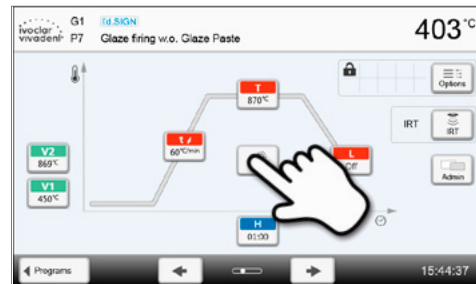 ivoclar
vivadent
G1
d.SIGN
P7
Glaze firing w.o. Glaze Paste
403°C
T
870°C
t
60°C/min
L
Off
V2
869°C
V1
450°C
H
01:00
Options
IRT
IRT
Admin
Programs
15:44:37